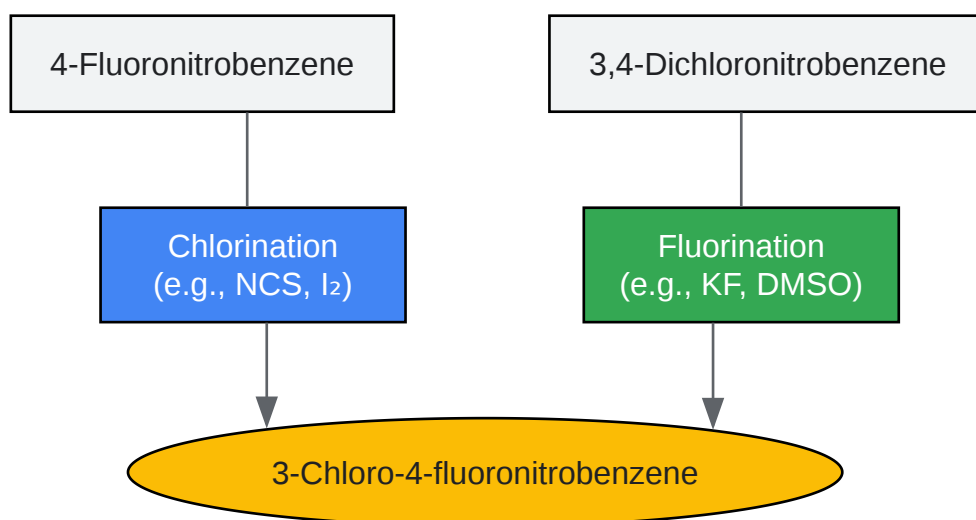 4-Fluoronitrobenzene
3,4-Dichloronitrobenzene
Chlorination
(e.g., NCS, I₂)
Fluorination
(e.g., KF, DMSO)
3-Chloro-4-fluoronitrobenzene